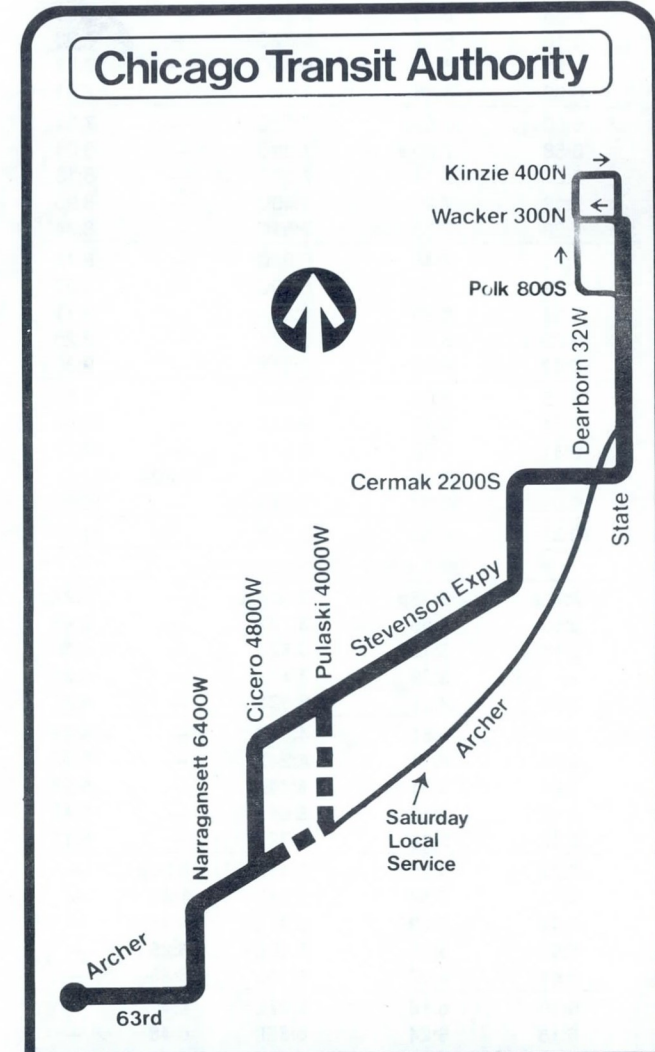 Chicago Transit Authority
Kinzie 400N
Wacker 300N
Polk 800S
Dearborn 32W
Cermak 2200S
State
Pulaski 4000W
Stevenson Expy
Cicero 4800W
Narragansett 6400W
Archer
Saturday
Local
Service
Archer
63rd